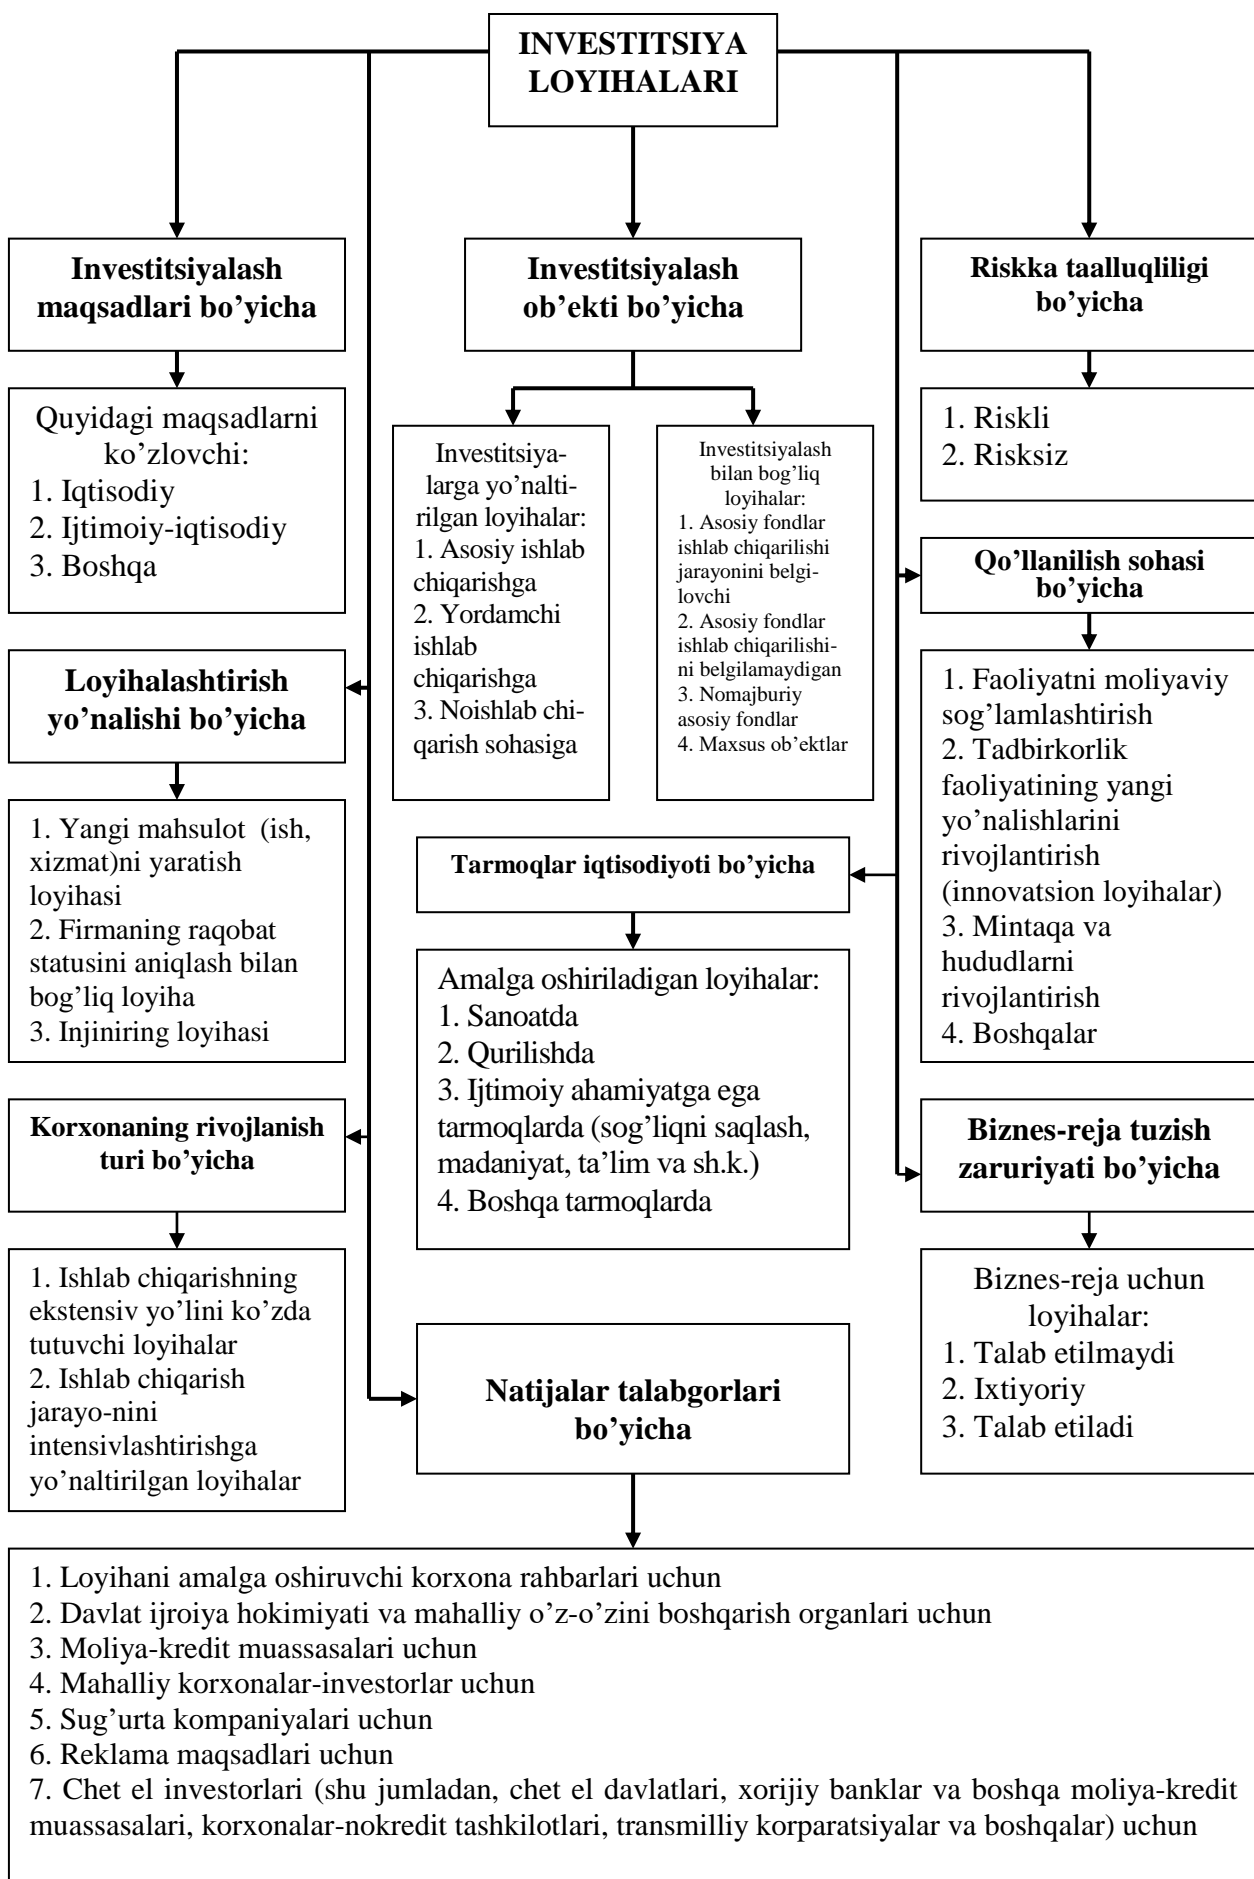 INVESTITSIYA
LOYIHALARI
Investitsiyalash
maqsadlari bo’yicha
Quyidagi maqsadlarni
ko’zlovchi:
1. Iqtisodiy
2. Ijtimoiy-iqtisodiy
3. Boshqa
Investitsiyalash
ob’ekti bo’yicha
Investitsiya-
larga yo’nalti-
rilgan loyihalar:
1. Asosiy ishlab
chiqarishga
2. Yordamchi
ishlab
chiqarishga
3. Noishlab chi-
qarish sohasiga
Investitsiyalash
bilan bog’liq
loyihalar:
1. Asosiy fondlar
ishlab chiqarilishi
jarayonini belgi-
lovchi
2. Asosiy fondlar
ishlab chiqarilishi-
ni belgilamaydigan
3. Nomajburiy
asosiy fondlar
4. Maxsus ob’ektlar
Riskka taalluqliligi
bo’yicha
1. Riskli
2. Risksiz
Qo’llanilish sohasi
bo’yicha
1. Faoliyatni moliyaviy
sog’lamlashtirish
2. Tadbirkorlik
faoliyatining yangi
yo’nalishlarini
rivojlantirish
(innovatsion loyihalar)
3. Mintaqa va
hududlarni
rivojlantirish
4. Boshqalar
Loyihalashtirish
yo’nalishi bo’yicha
1. Yangi mahsulot (ish,
xizmat)ni yaratish
loyihasi
2. Firmaning raqobat
statusini aniqlash bilan
bog’liq loyiha
3. Injiniring loyihasi
Tarmoqlar iqtisodiyoti bo’yicha
Amalga oshiriladigan loyihalar:
1. Sanoatda
2. Qurilishda
3. Ijtimoiy ahamiyatga ega
tarmoqlarda (sog’liqni saqlash,
madaniyat, ta’lim va sh.k.)
4. Boshqa tarmoqlarda
Korxonaning rivojlanish
turi bo’yicha
1. Ishlab chiqarishning
ekstensiv yo’lini ko’zda
tutuvchi loyihalar
2. Ishlab chiqarish
jarayo-nini
intensivlashtirishga
yo’naltirilgan loyihalar
Biznes-reja tuzish
zaruriyati bo’yicha
Biznes-reja uchun
loyihalar:
1. Talab etilmaydi
2. Ixtiyoriy
3. Talab etiladi
Natijalar talabgorlari
bo’yicha
1. Loyihani amalga oshiruvchi korxona rahbarlari uchun
2. Davlat ijroiya hokimiyati va mahalliy o’z-o’zini boshqarish organlari uchun
3. Moliya-kredit muassasalari uchun
4. Mahalliy korxonalar-investorlar uchun
5. Sug’urta kompaniyalari uchun
6. Reklama maqsadlari uchun
7. Chet el investorlari (shu jumladan, chet el davlatlari, xorijiy banklar va boshqa moliya-kredit
muassasalari, korxonalar-nokredit tashkilotlari, transmilliy korparatsiyalar va boshqalar) uchun